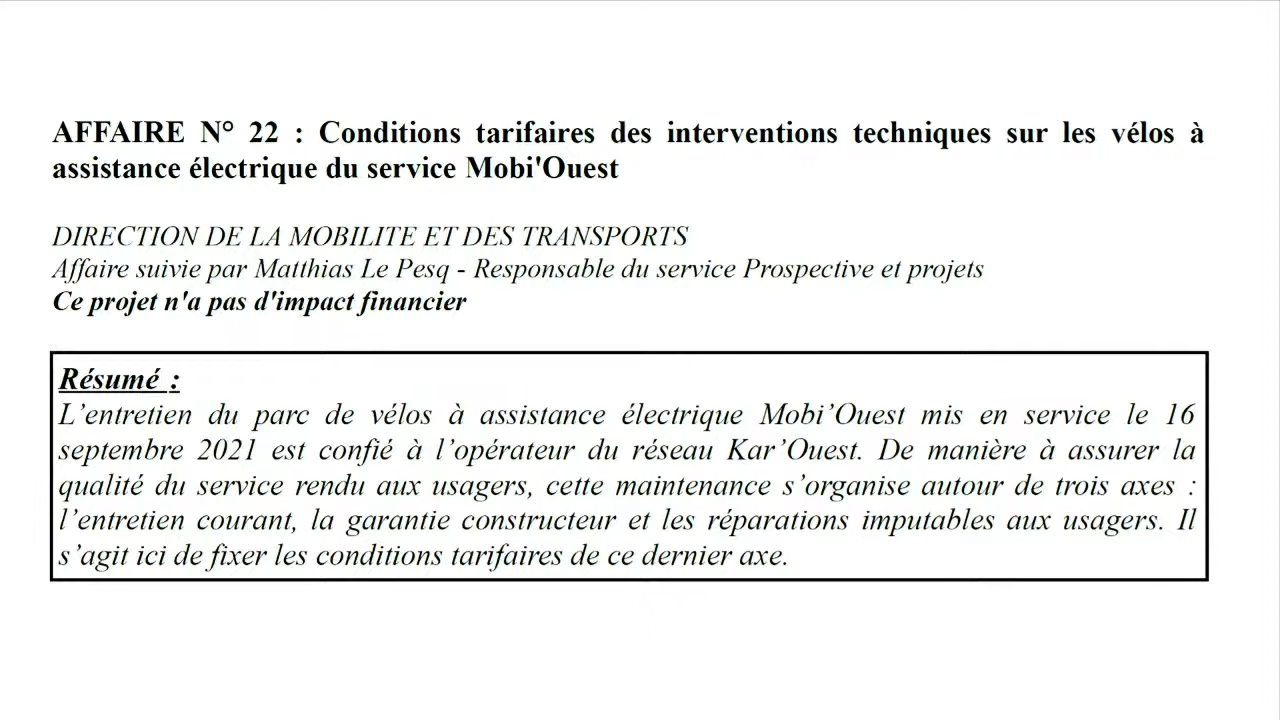 AFFAIRE N° 22 : Conditions tarifaires des interventions techniques sur les vélos à
assistance électrique du service Mobi'Ouest
DIRECTION DE LA MOBILITE ET DES TRANSPORTS
Affaire suivie par Matthias Le Pesq - Responsable du service Prospective et projets
Ce projet n'a pas d'impact financier
Résumé :
L’entretien du parc de vélos à assistance électrique Mobi’Ouest mis en service le 16
septembre 2021 est confié à l’opérateur du réseau Kar’Ouest. De manière à assurer la
qualité du service rendu aux usagers, cette maintenance s’organise autour de trois axes :
l’entretien courant, la garantie constructeur et les réparations imputables aux usagers. Il
s’agit ici de fixer les conditions tarifaires de ce dernier axe.